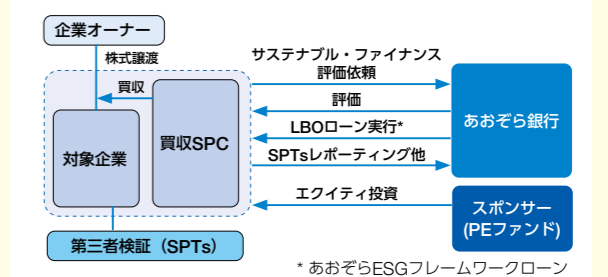 企業オーナー
株式譲渡
買収
対象企業
買収SPC
第三者検証（SPTs）
サステナブル・ファイナンス
評価依頼
評価
LBOローン実行*
SPTsレポーティング他
エクイティ投資
あおぞら銀行
スポンサー
(PEファンド)
* あおぞらESGフレームワークローン